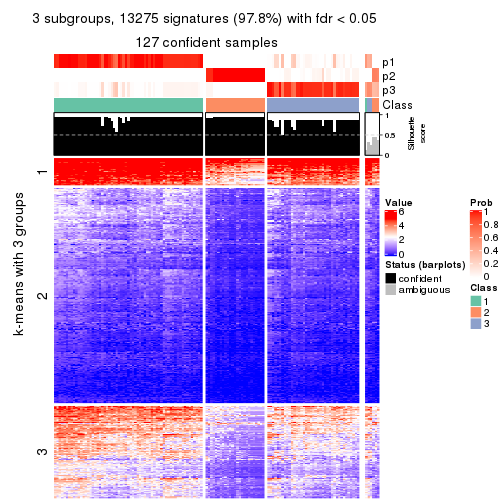 3 subgroups, 13275 signatures (97.8%) with fdr < 0.05
127 confident samples
p1
p2
p3
Class
1
0.5
0
Silhouette
score
k-means with 3 groups
1
2
3
Value
6
4
2
0
Status (barplots)
confident
ambiguous
Prob
1
0.8
0.6
0.4
0.2
0
Class
1
2
3